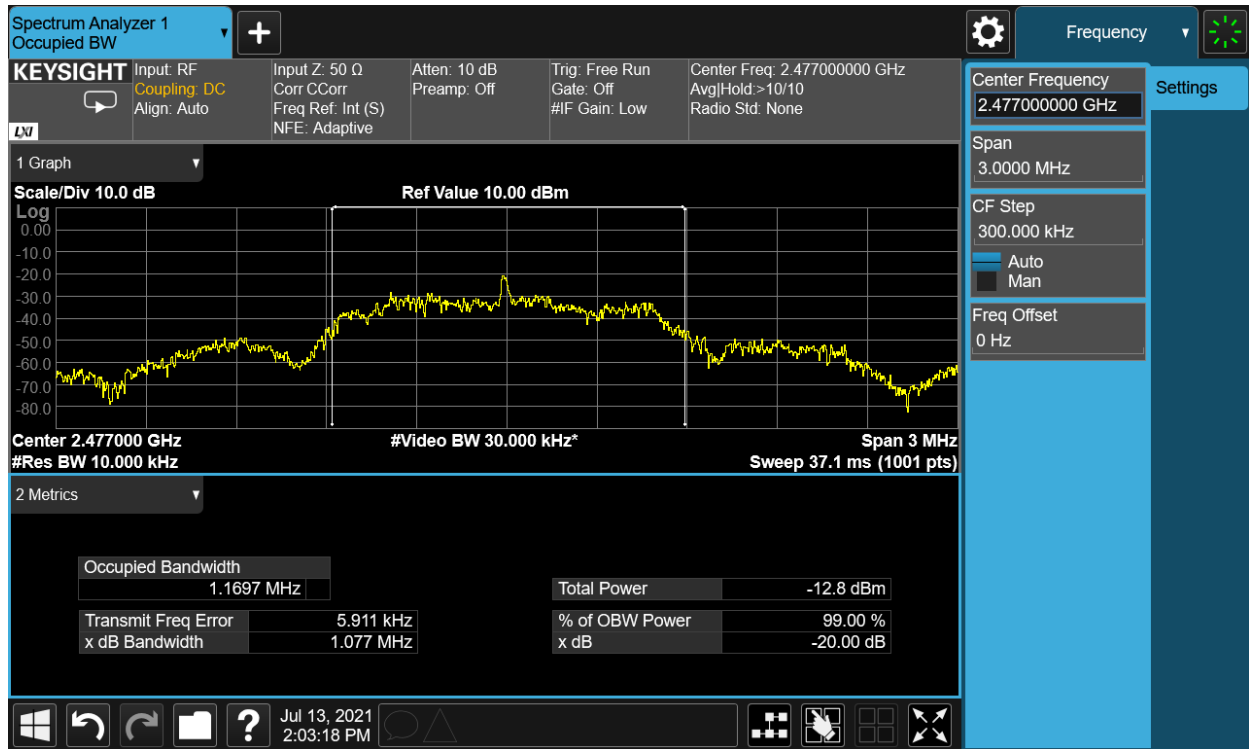 Spectrum Analyzer 1
Occupied BW
+
Frequency
KEYSIGHT
LXI
Input: RF
Coupling: DC
Align: Auto
Input Z: 50 Ω
Corr CCorr
Freq Ref: Int (S)
NFE: Adaptive
Atten: 10 dB
Preamp: Off
Trig: Free Run
Gate: Off
#IF Gain: Low
Center Freq: 2.477000000 GHz
Avg|Hold:>10/10
Radio Std: None
Center Frequency
2.477000000 GHz
Settings
Span
3.0000 MHz
CF Step
300.000 kHz
Auto
Man
Freq Offset
0 Hz
1 Graph
Scale/Div 10.0 dB
Ref Value 10.00 dBm
Log
0.00
-10.0
-20.0
-30.0
-40.0
-50.0
-60.0
-70.0
-80.0
Center 2.477000 GHz
#Video BW 30.000 kHz*
Span 3 MHz
#Res BW 10.000 kHz
Sweep 37.1 ms (1001 pts)
2 Metrics
Occupied Bandwidth
1.1697 MHz
Total Power -12.8 dBm
Transmit Freq Error 5.911 kHz
% of OBW Power 99.00 %
x dB Bandwidth 1.077 MHz
x dB -20.00 dB
?
Jul 13, 2021
2:03:18 PM